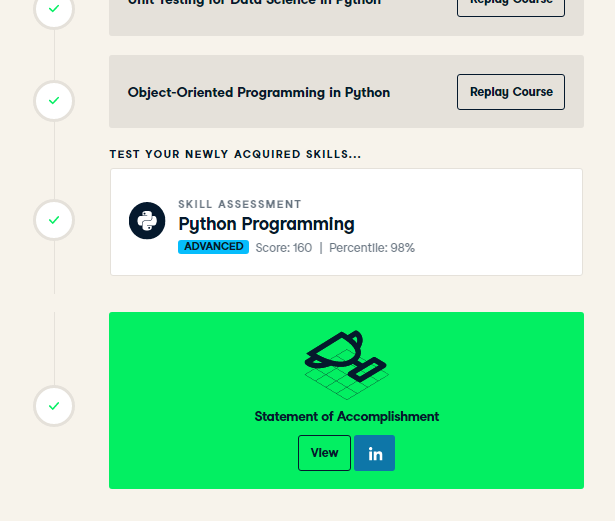 Unit Testing for Data Science in Python
Replay Course
Object-Oriented Programming in Python
Replay Course
TEST YOUR NEWLY ACQUIRED SKILLS...
SKILL ASSESSMENT
Python Programming
ADVANCED Score: 160 | Percentile: 98%
Statement of Accomplishment
View
in